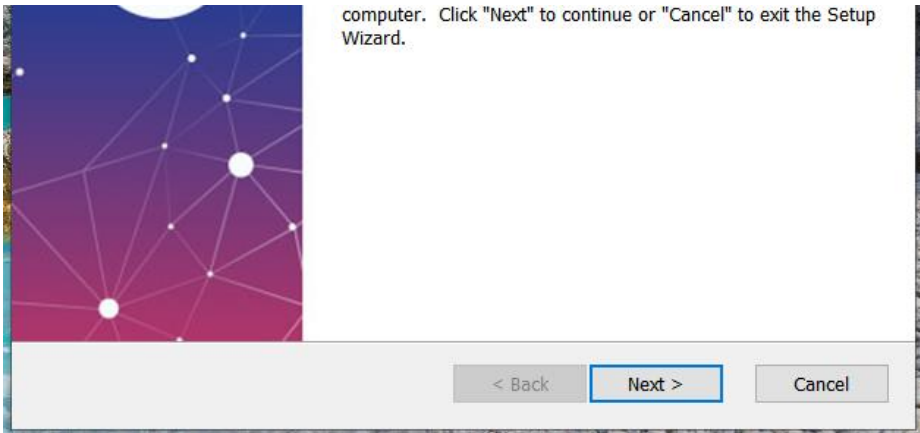 computer.  Click "Next" to continue or "Cancel" to exit the Setup
Wizard.
< Back
Next >
Cancel